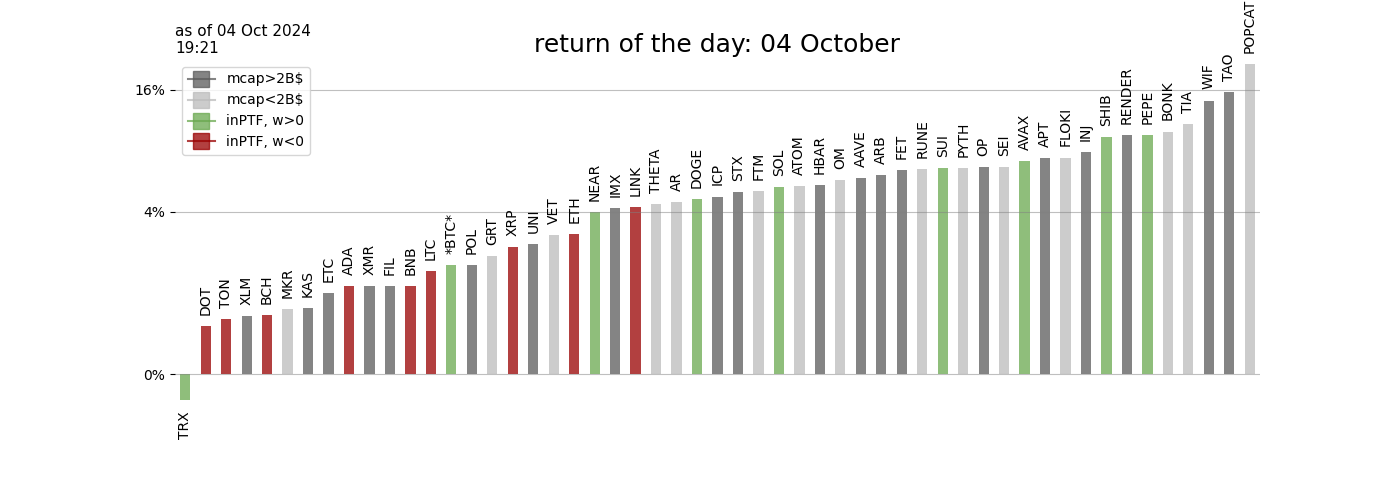 as of 04 Oct 2024
19:21
return of the day: 04 October
mcap>2B$
mcap<2B$
inPTF, w>0
inPTF, w<0
16%
4%
0%
TRX
DOT
TON
XLM
BCH
MKR
KAS
ETC
ADA
XMR
FIL
BNB
LTC
*BTC*
POL
GRT
XRP
UNI
VET
ETH
NEAR
IMX
LINK
THETA
AR
DOGE
ICP
STX
FTM
SOL
ATOM
HBAR
OM
AAVE
ARB
FET
RUNE
SUI
PYTH
OP
SEI
AVAX
APT
FLOKI
INJ
SHIB
RENDER
PEPE
BONK
TIA
WIF
TAO
POPCAT